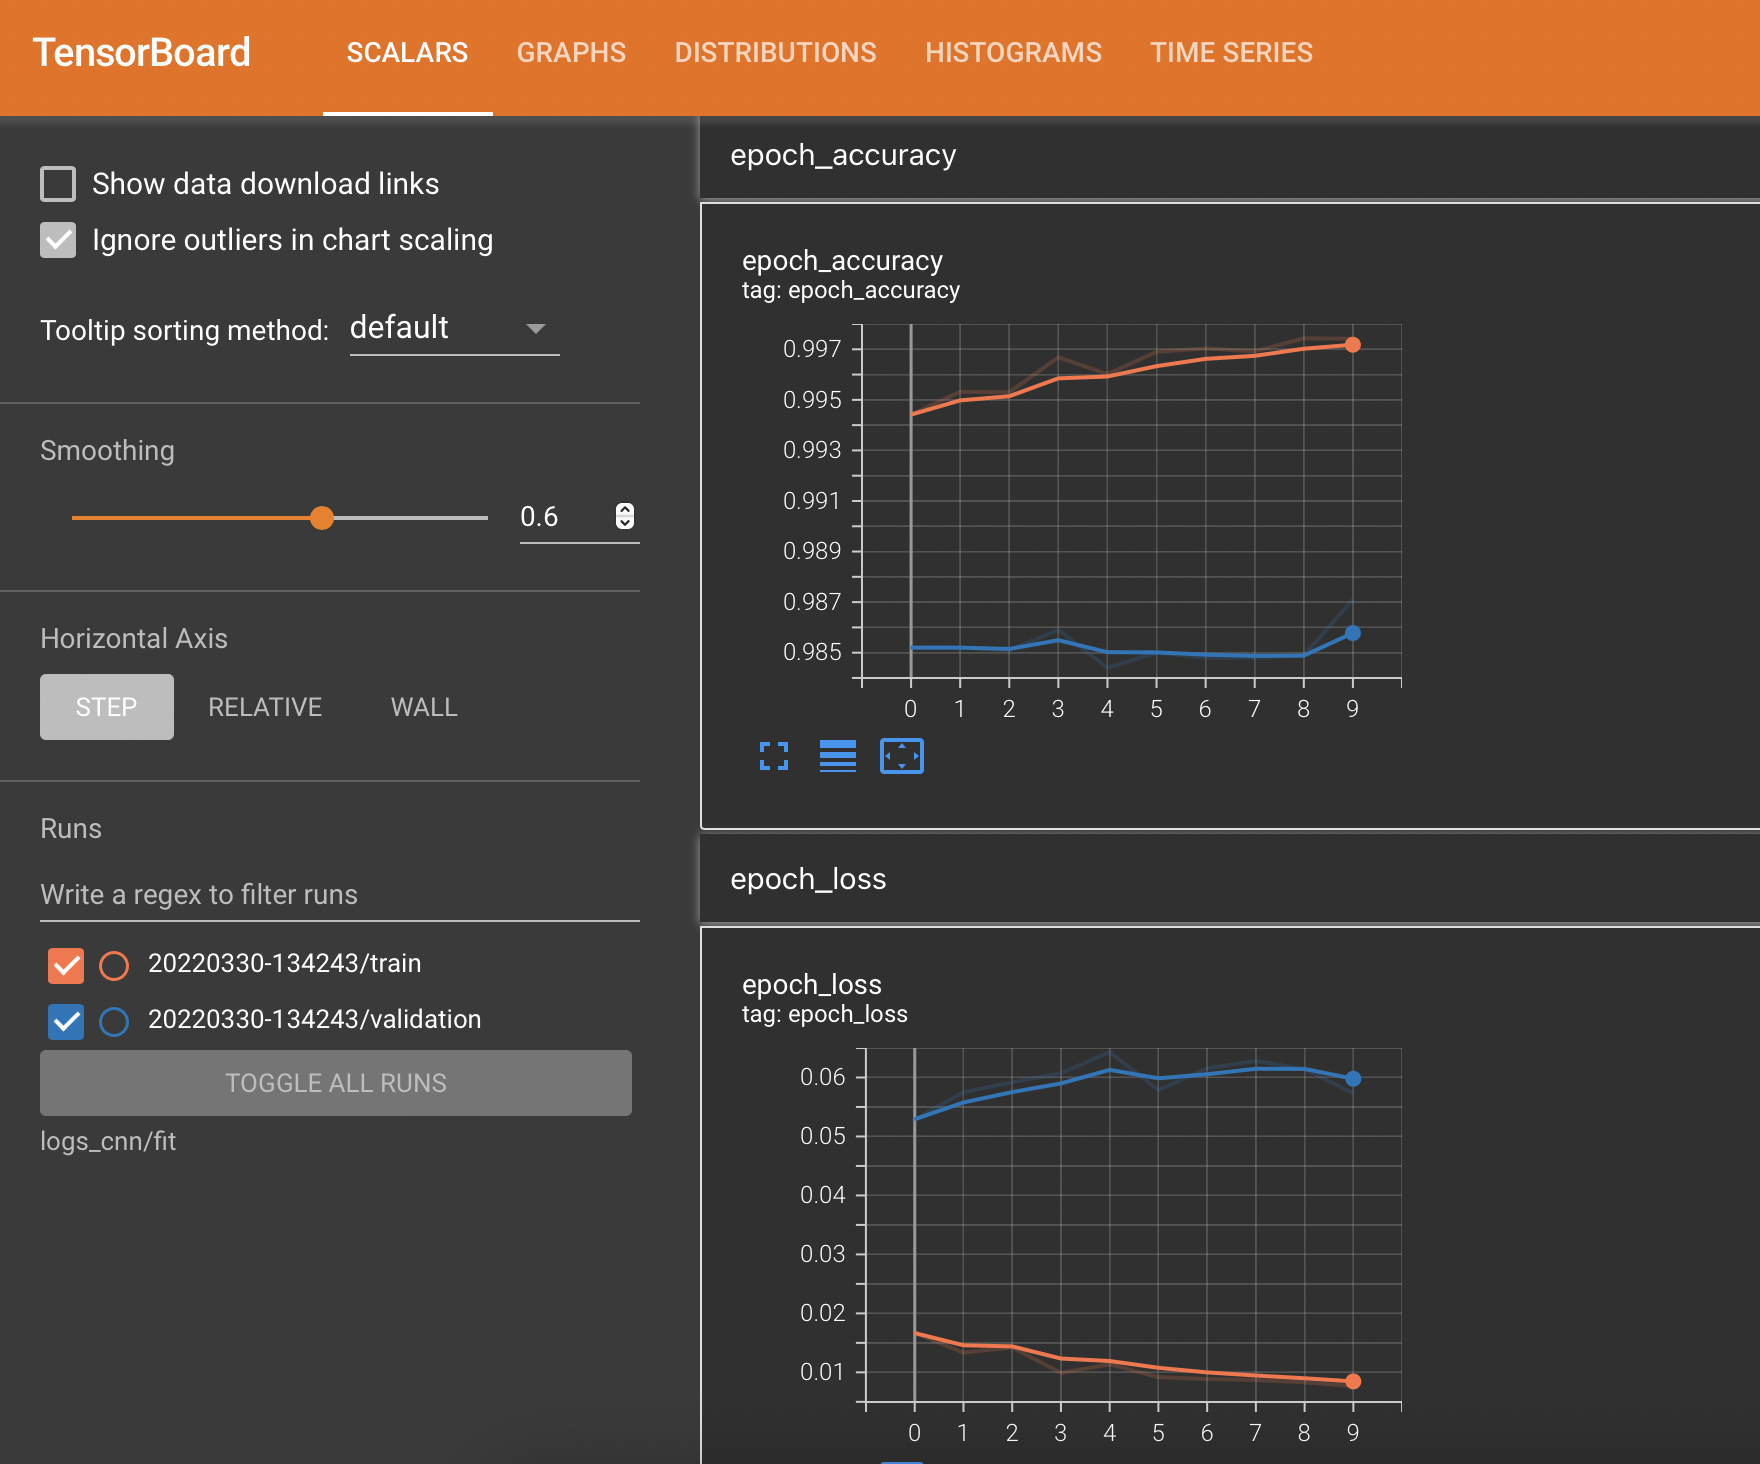 TensorBoard SCALARS GRAPHS DISTRIBUTIONS HISTOGRAMS TIME SERIES
Show data download links
Ignore outliers in chart scaling
Tooltip sorting method: default
Smoothing
0.6
Horizontal Axis
STEP RELATIVE WALL
Runs
Write a regex to filter runs
20220330-134243/train
20220330-134243/validation
TOGGLE ALL RUNS
logs_cnn/fit
epoch_accuracy
epoch_accuracy
tag: epoch_accuracy
0.997
0.995
0.993
0.991
0.989
0.987
0.985
0 1 2 3 4 5 6 7 8 9
epoch_loss
epoch_loss
tag: epoch_loss
0.06
0.05
0.04
0.03
0.02
0.01
0 1 2 3 4 5 6 7 8 9